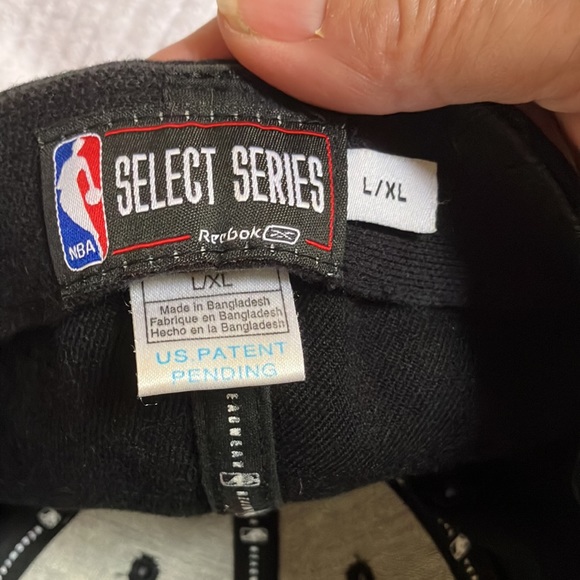 SELECT SERIES
NBA
Reebok
L/XL
L/XL
Made in Bangladesh
Fabrique en Bangladesh
Hecho en la Bangladesh
US. PATENT
PENDING
HEADWEAR